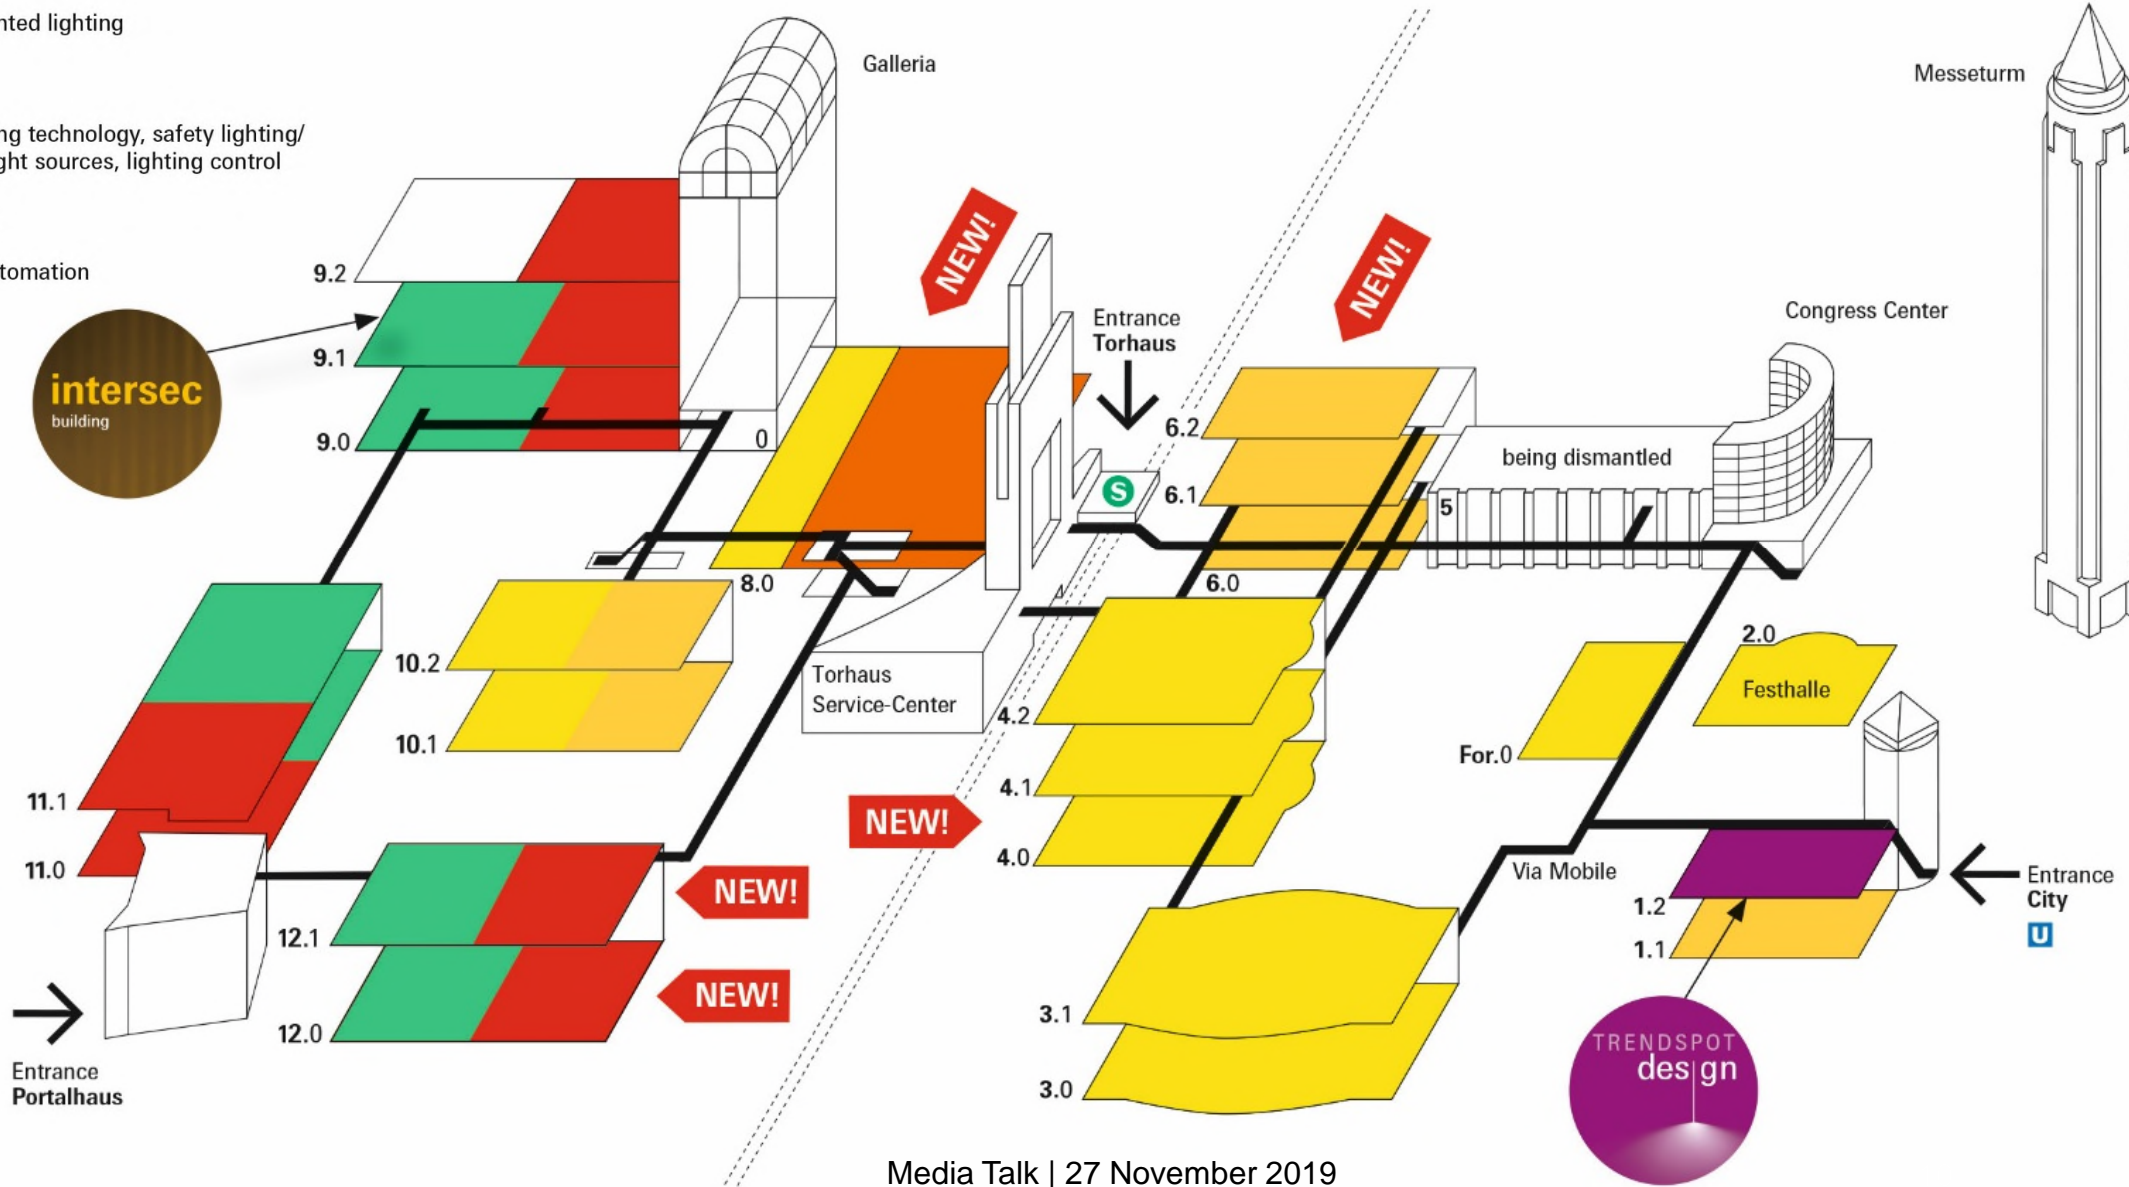 nted lighting
ng technology, safety lighting/
ght sources, lighting control
tomation
Galleria
Messeturm
NEW!
NEW!
9.2
9.1
9.0
0
intersec
building
Entrance
Torhaus
Congress Center
6.2
6.1
6.0
being dismantled
5
S
8.0
10.2
10.1
Torhaus
Service-Center
4.2
4.1
4.0
2.0
Festhalle
For.0
11.1
11.0
NEW!
NEW!
NEW!
12.1
12.0
Via Mobile
1.2
1.1
Entrance
City
U
3.1
3.0
Entrance
Portalhaus
TRENDSPOT
design
Media Talk | 27 November 2019